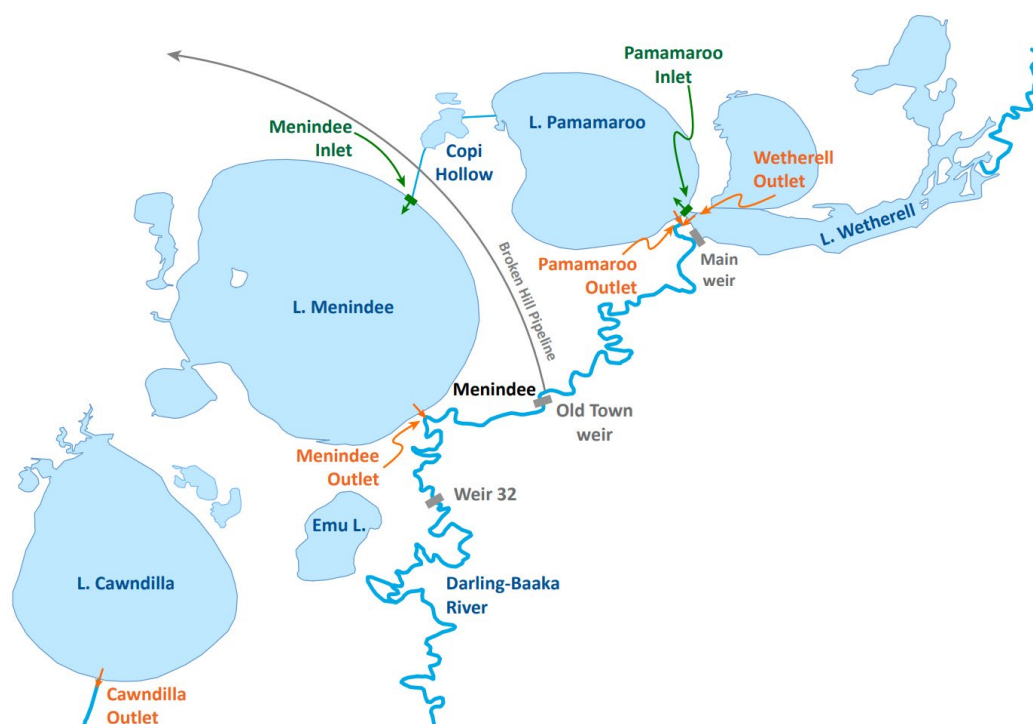 Pamamaroo
Inlet
Menindee
Inlet
L. Pamamaroo
Copi
Hollow
Wetherell
Outlet
L. Wetherell
Main
weir
Pamamaroo
Outlet
Broken Hill Pipeline
L. Menindee
Menindee
Old Town
weir
Menindee
Outlet
Weir 32
Emu L.
L. Cawndilla
Darling-Baaka
River
Cawndilla
Outlet